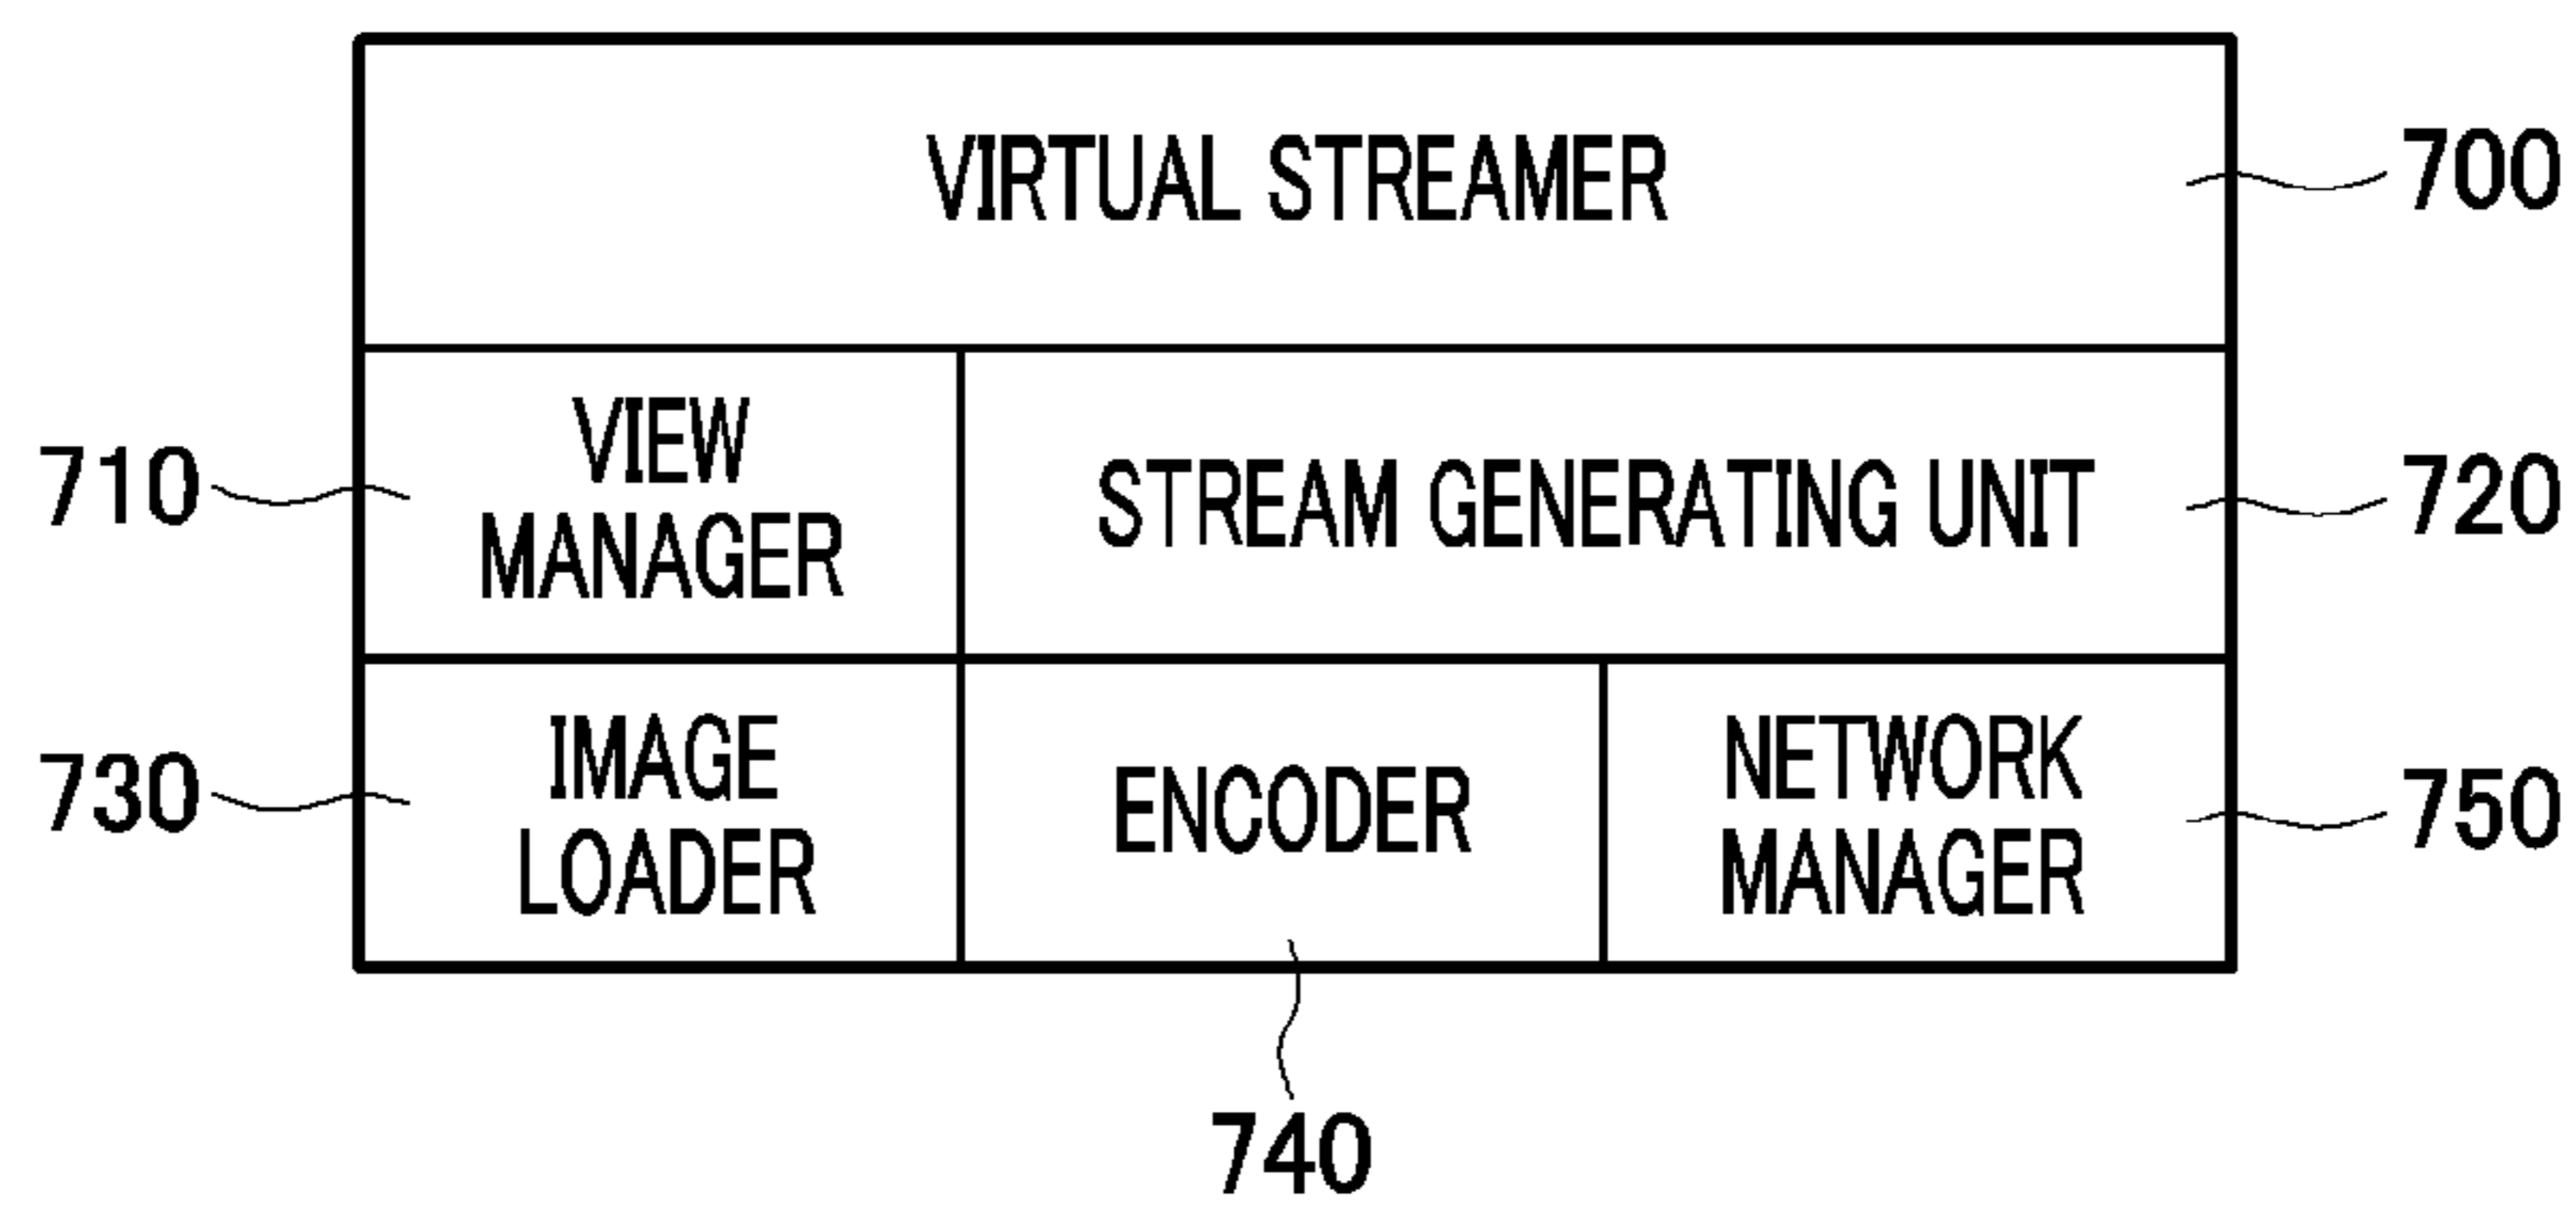 VIRTUAL STREAMER
700
710
VIEW
MANAGER
STREAM GENERATING UNIT
720
730
IMAGE
LOADER
ENCODER
NETWORK
MANAGER
750
740